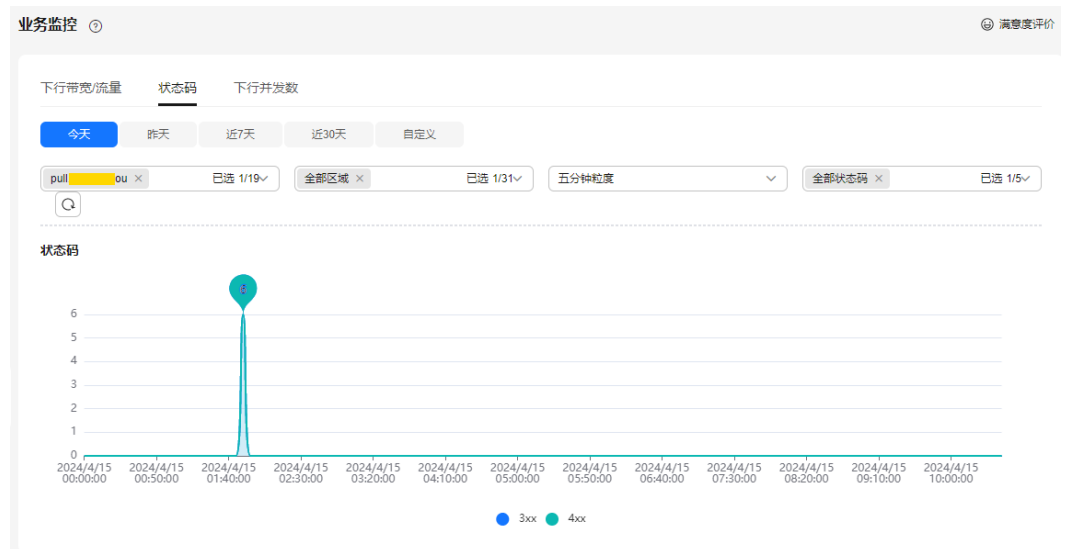 业务监控
满意度评价
下行带宽/流量 状态码 下行并发数
今天 昨天 近7天 近30天 自定义
pull ou × 已选 1/19 全部区域 × 已选 1/31 五分钟粒度 全部状态码 × 已选 1/5
状态码
6
5
4
3
2
1
0
2024/4/15 2024/4/15 2024/4/15 2024/4/15 2024/4/15 2024/4/15 2024/4/15 2024/4/15 2024/4/15 2024/4/15 2024/4/15 2024/4/15 2024/4/15
00:00:00 00:50:00 01:40:00 02:30:00 03:20:00 04:10:00 05:00:00 05:50:00 06:40:00 07:30:00 08:20:00 09:10:00 10:00:00
3xx 4xx